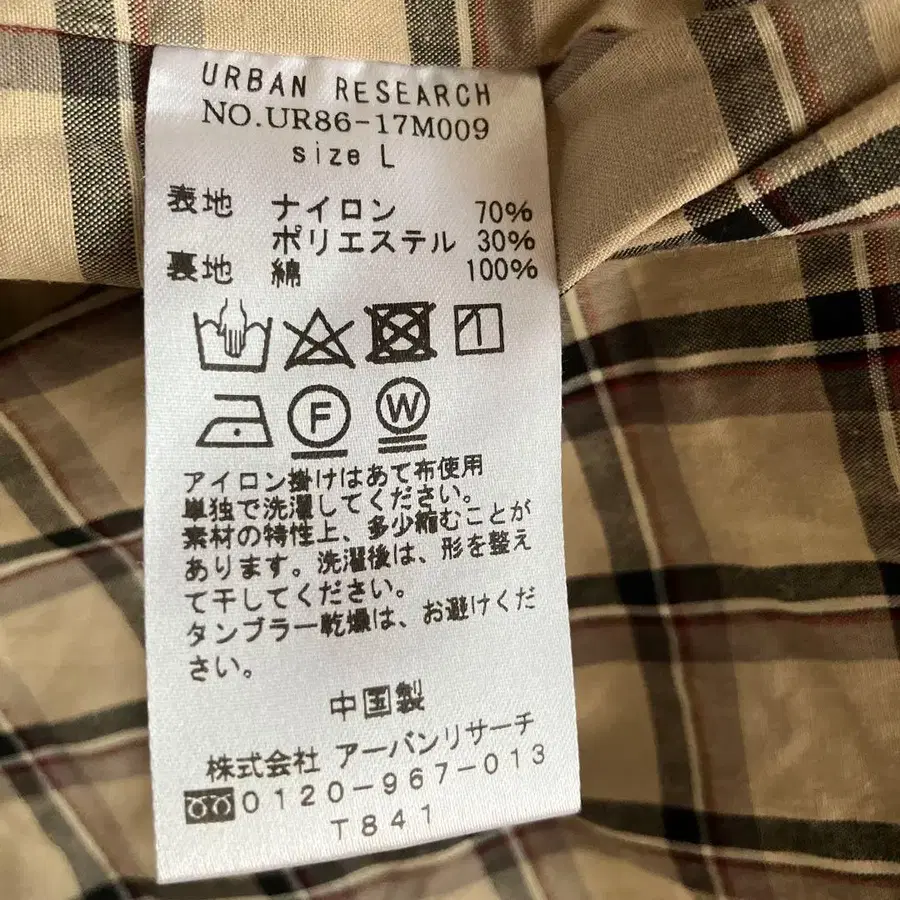 URBAN RESEARCH
NO.UR86-17M009
size L
表地 ナイロン 70%
ポリエステル 30%
裏地 綿 100%
F W
アイロン掛けはあて布使用
単独で洗濯してください。
素材の特性上、多少縮むことが
あります。洗濯後は、形を整え
て干してください。
タンブラー乾燥は、お避けくだ
さい。
中国製
株式会社 アーバンリサーチ
0120-967-013
T841